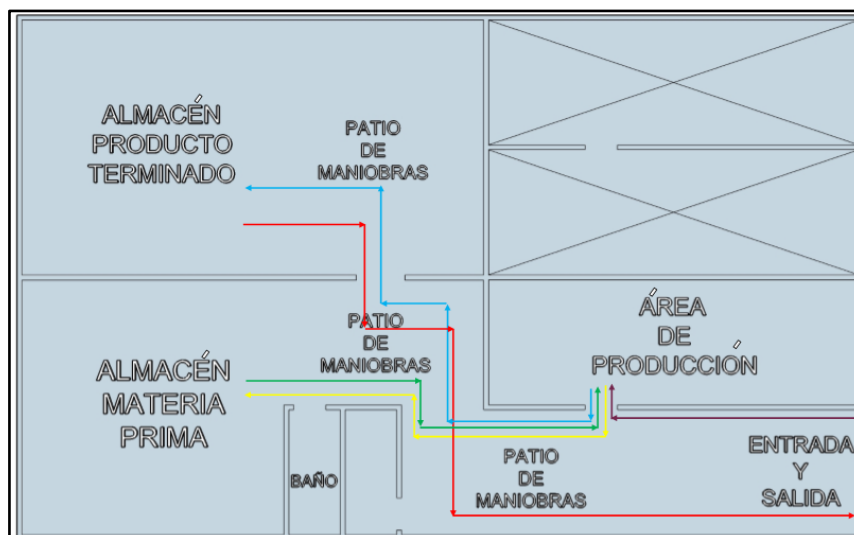 ALMACÉN
PRODUCTO
TERMINADO
PATIO
DE
MANIOBRAS
PATIO
DE
MANIOBRAS
ÁREA
DE
PRODUCCIÓN
ALMACÉN
MATERIA
PRIMA
BAÑO
PATIO
DE
MANIOBRAS
ENTRADA
Y
SALIDA